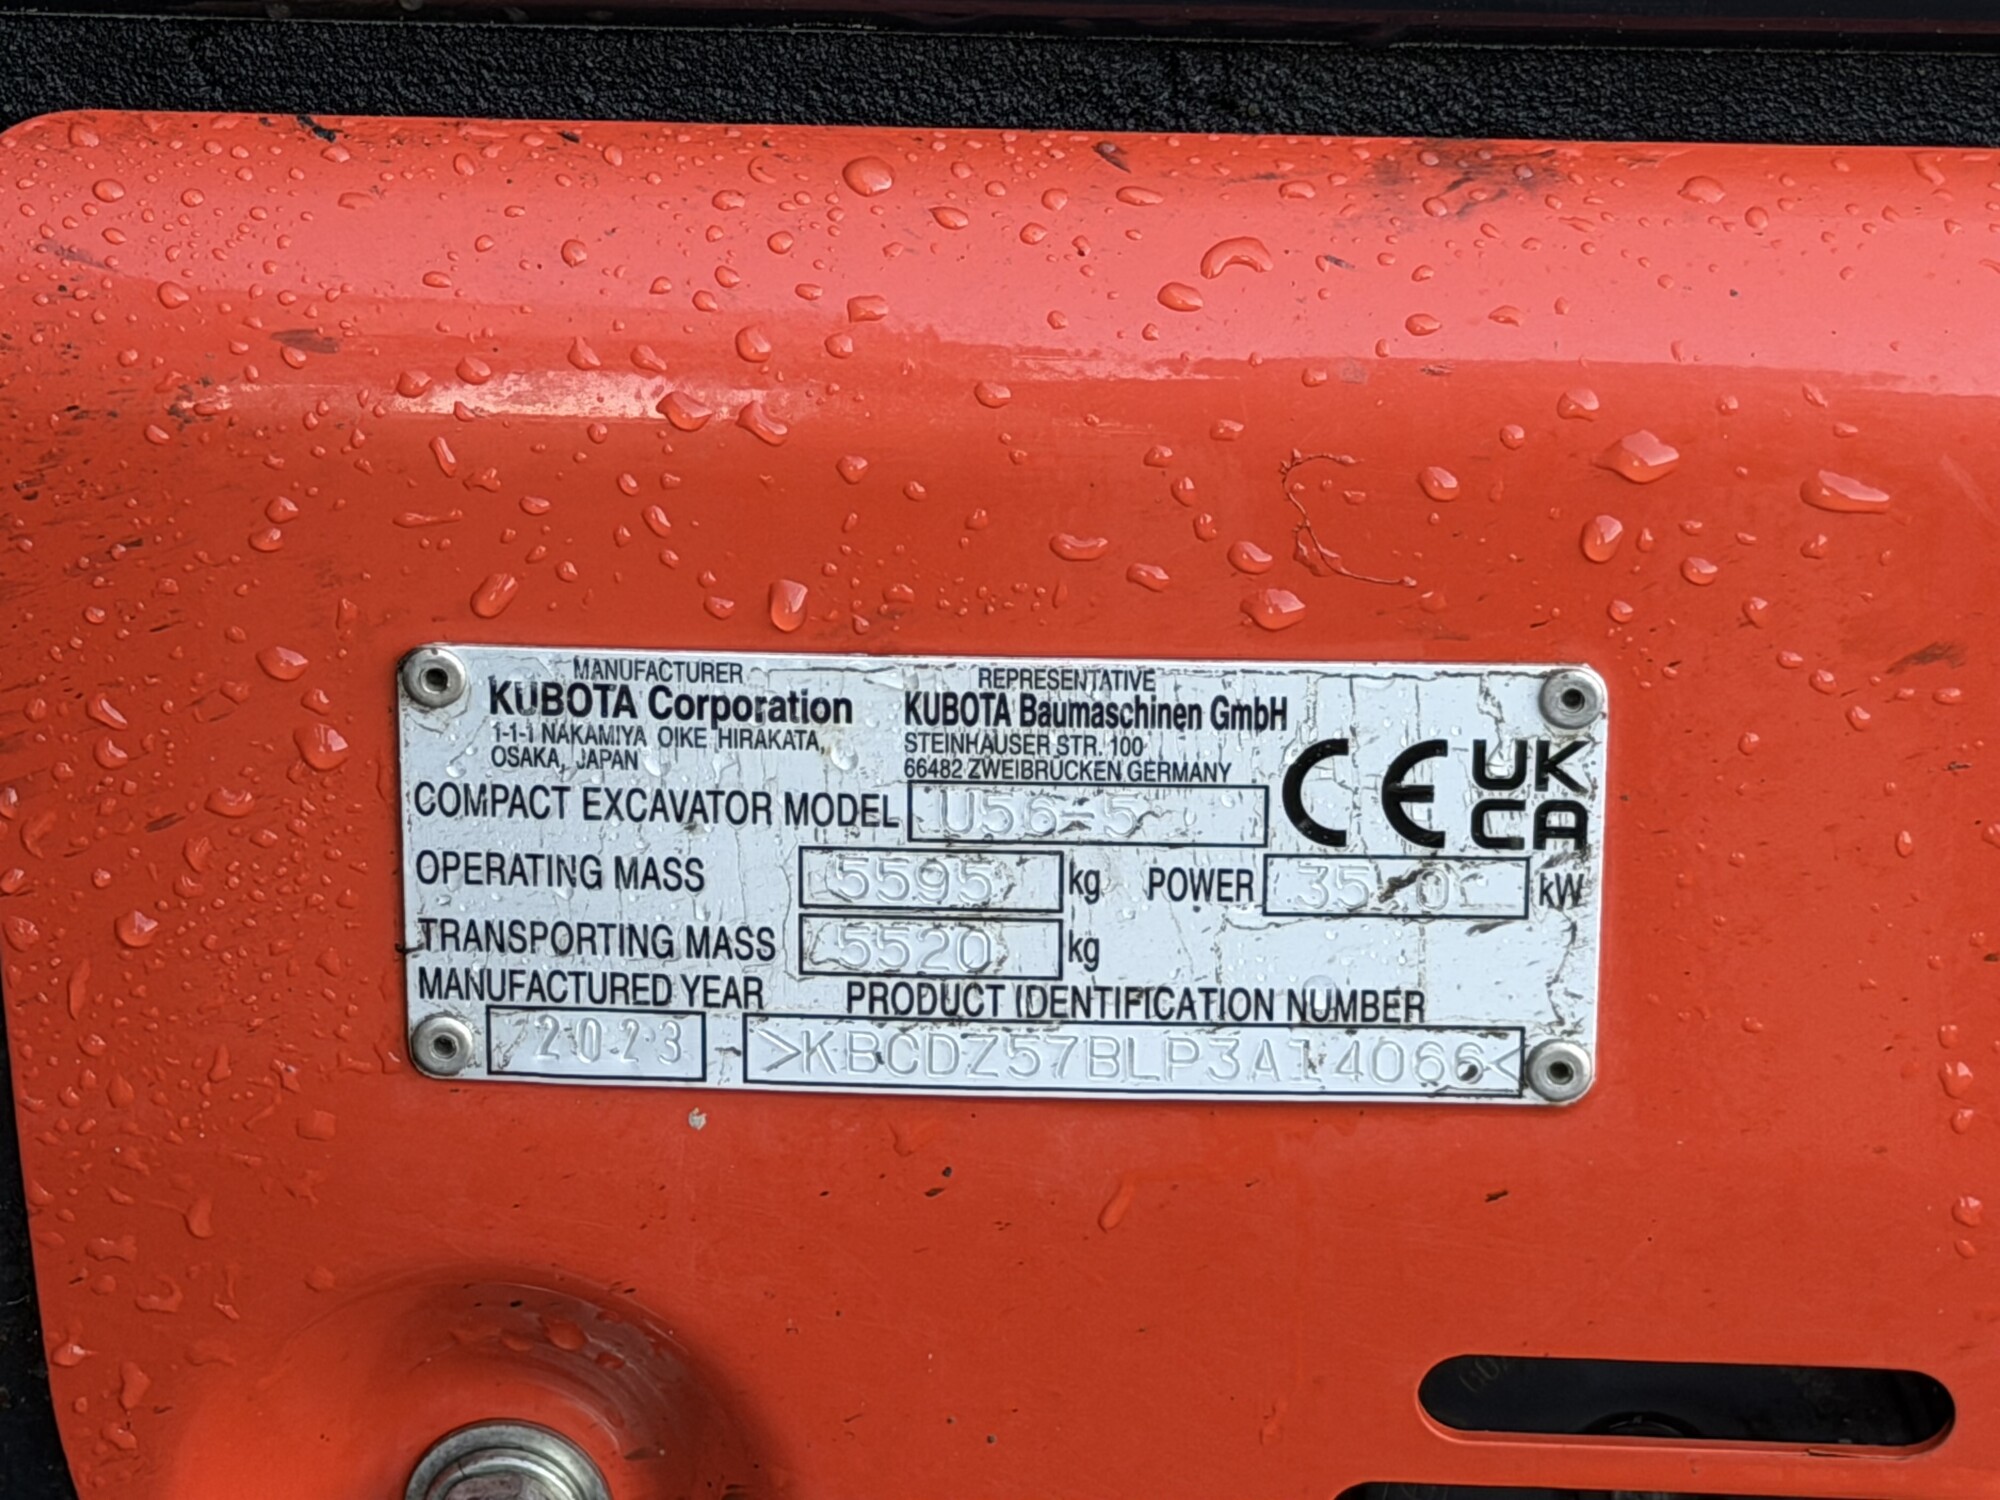 MANUFACTURER
KUBOTA Corporation
1-1-1 NAKAMIYA OIKE HIRAKATA,
OSAKA, JAPAN
REPRESENTATIVE
KUBOTA Baumaschinen GmbH
STEINHAUSER STR. 100
66482 ZWEIBRUCKEN GERMANY
CE UK CA
COMPACT EXCAVATOR MODEL U56-5
OPERATING MASS 5595 kg POWER 35.0 kW
TRANSPORTING MASS 5520 kg
MANUFACTURED YEAR PRODUCT IDENTIFICATION NUMBER
2023 >KBCDZ57BLP3A14066<